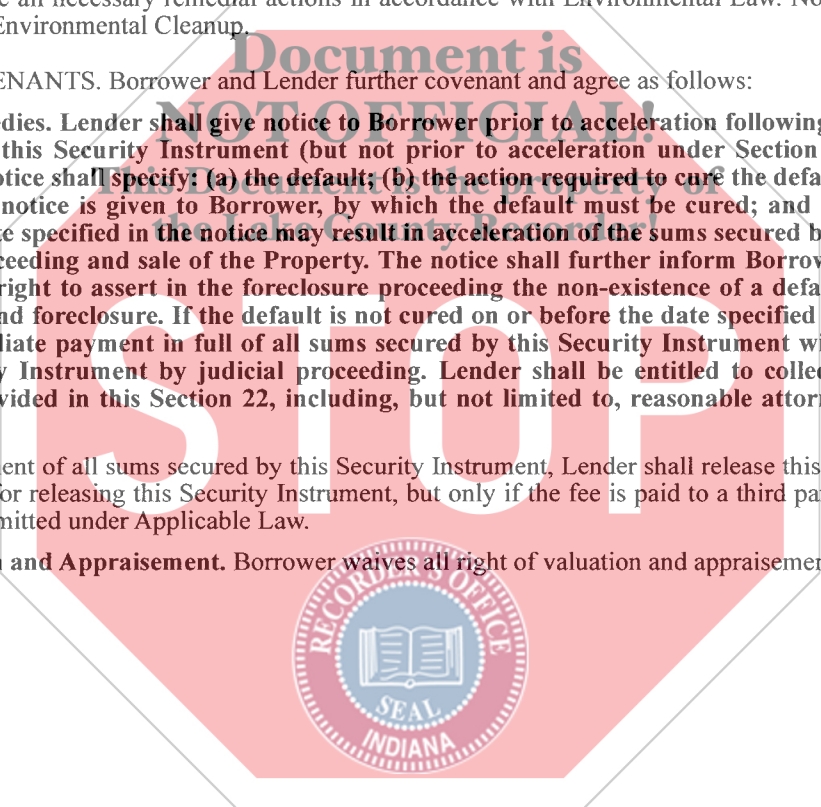 e all necessary remedial actions in accordance with Environmental Law. No
Environmental Cleanup.
Document is
ENANTS. Borrower and Lender further covenant and agree as follows:
NOT OFFICIAL!
dies. Lender shall give notice to Borrower prior to acceleration following
this Security Instrument (but not prior to acceleration under Section
otice shall specify: (a) the default; (b) the action required to cure the defa
This Document is the property of
notice is given to Borrower, by which the default must be cured; and
the Lake County Recorder!
e specified in the notice may result in acceleration of the sums secured b
ceeding and sale of the Property. The notice shall further inform Borrow
right to assert in the foreclosure proceeding the non-existence of a defa
nd foreclosure. If the default is not cured on or before the date specified
diate payment in full of all sums secured by this Security Instrument wi
y Instrument by judicial proceeding. Lender shall be entitled to collec
vided in this Section 22, including, but not limited to, reasonable attor
STOP
ent of all sums secured by this Security Instrument, Lender shall release this
for releasing this Security Instrument, but only if the fee is paid to a third pa
mitted under Applicable Law.
n and Appraisement. Borrower waives all right of valuation and appraisemen
RECORDER'S OFFICE
SEAL
INDIANA